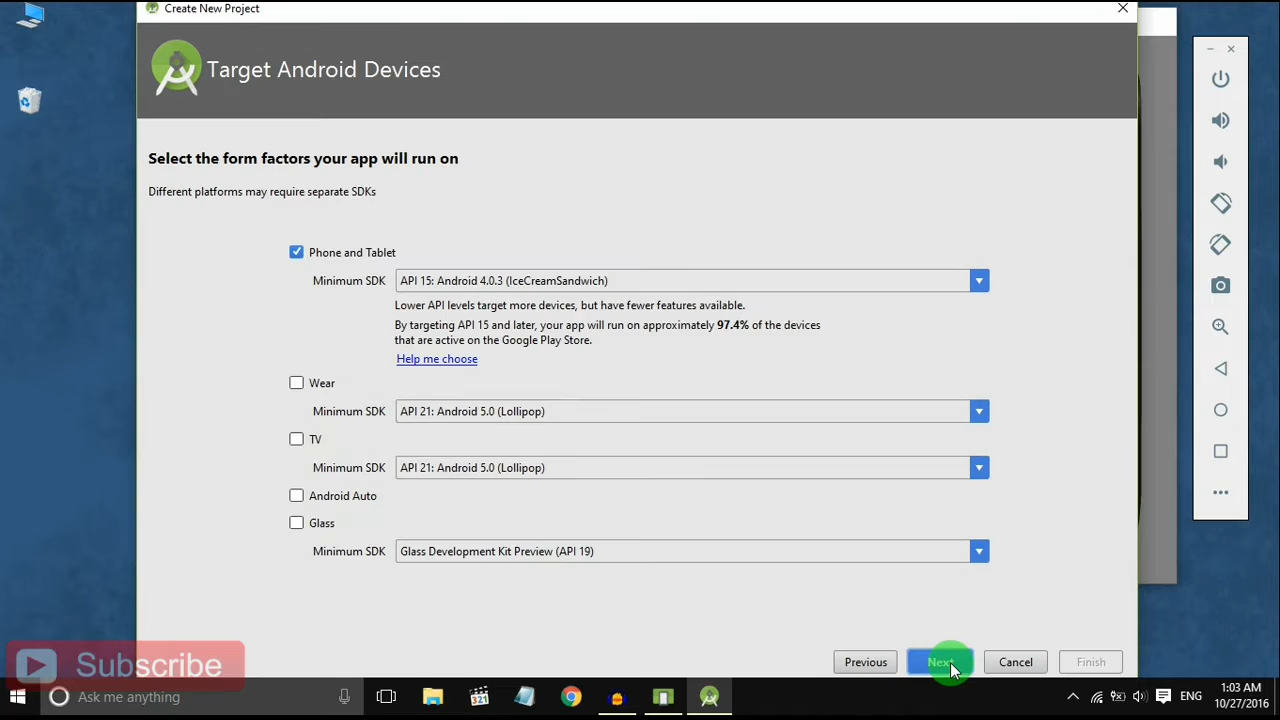 Create New Project
Target Android Devices
Select the form factors your app will run on
Different platforms may require separate SDKs
Phone and Tablet
Minimum SDK API 15: Android 4.0.3 (IceCreamSandwich)
Lower API levels target more devices, but have fewer features available.
By targeting API 15 and later, your app will run on approximately 97.4% of the devices
that are active on the Google Play Store.
Help me choose
Wear
Minimum SDK API 21: Android 5.0 (Lollipop)
TV
Minimum SDK API 21: Android 5.0 (Lollipop)
Android Auto
Glass
Minimum SDK Glass Development Kit Preview (API 19)
Previous Next Cancel Finish
Subscribe
Ask me anything
321
ENG
1:03 AM
10/27/2016